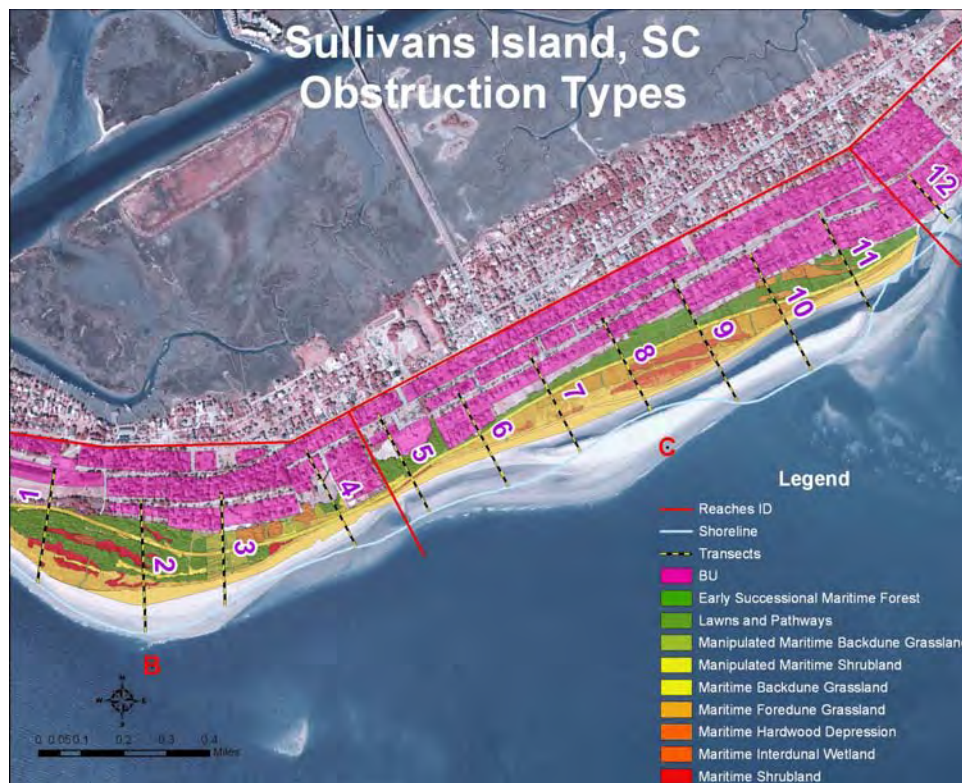 Sullivans Island, SC
Obstruction Types
12
11
10
9
8
7
6
5
4
3
2
1
C
B
Legend
Reaches ID
Shoreline
Transects
BU
Early Successional Maritime Forest
Lawns and Pathways
Manipulated Maritime Backdune Grassland
Manipulated Maritime Shrubland
Maritime Backdune Grassland
Maritime Foredune Grassland
Maritime Hardwood Depression
Maritime Interdunal Wetland
Maritime Shrubland
N
W E
S
0 0.05 0.1 0.2 0.3 0.4
Miles